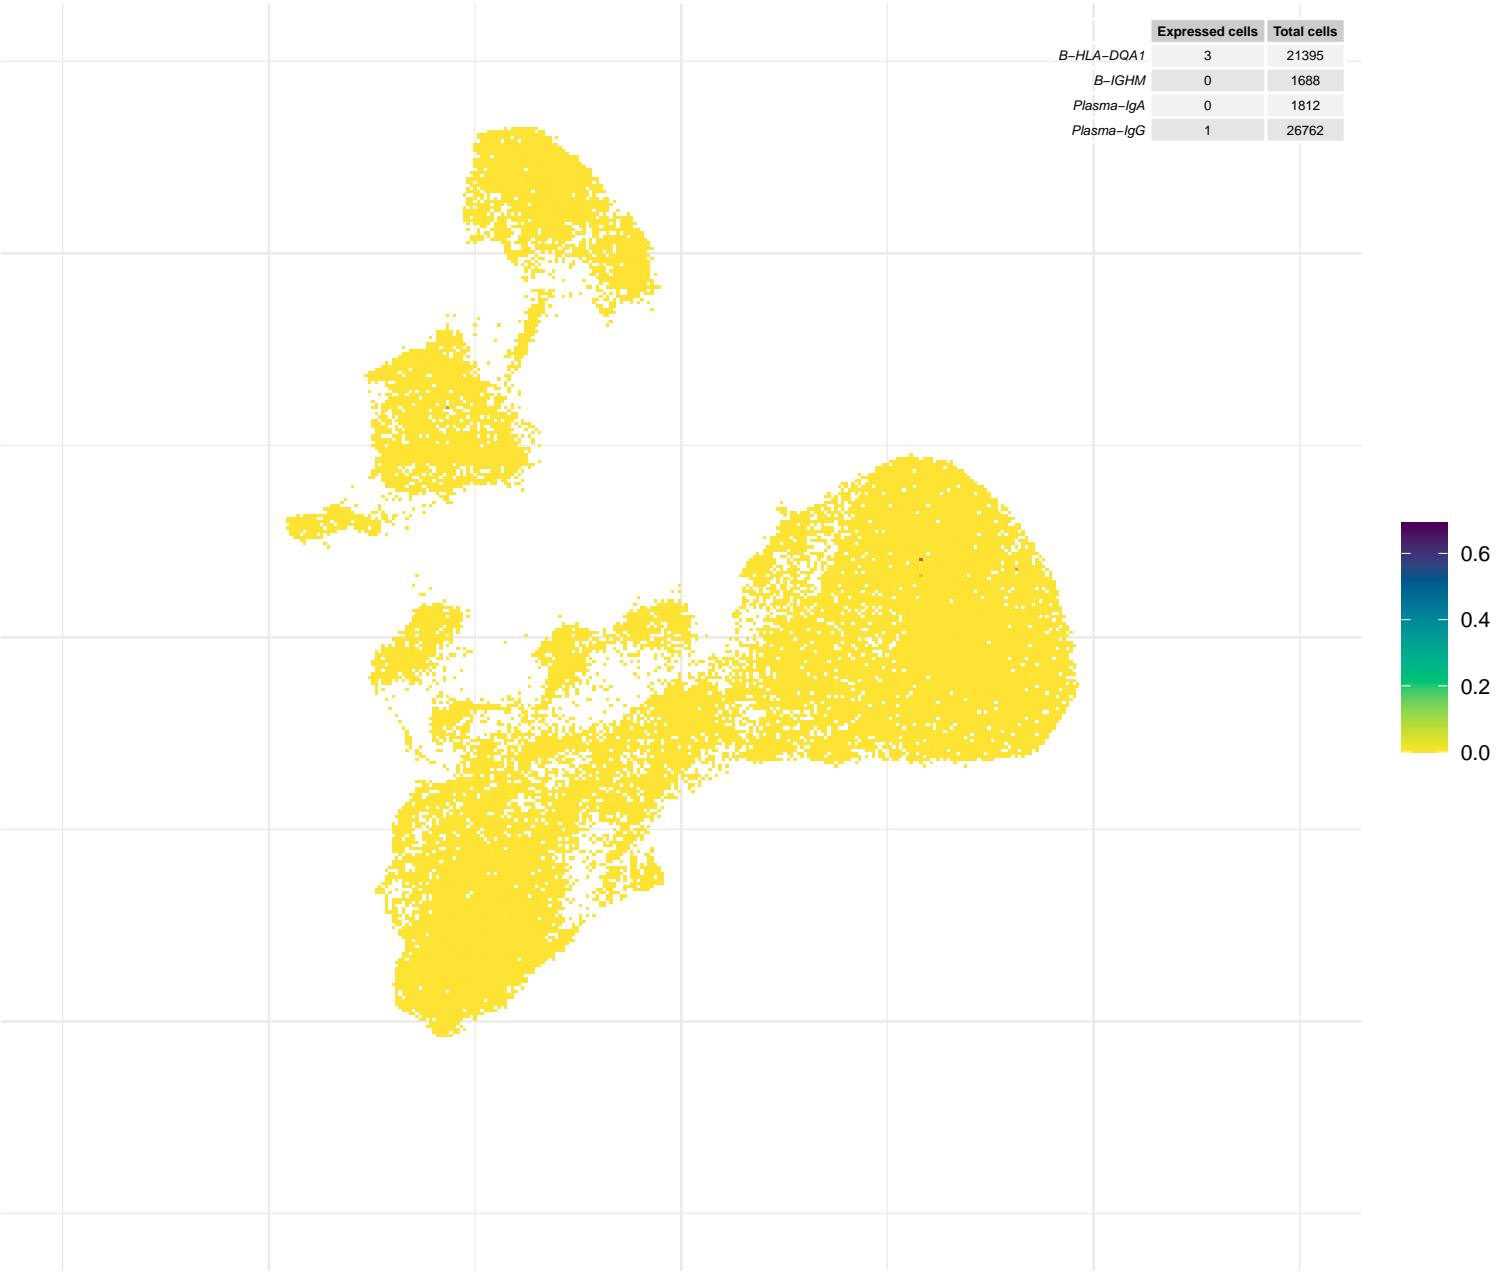 Expressed cells Total cells
B−HLA−DQA1 3 21395
B−IGHM 0 1688
Plasma−IgA 0 1812
Plasma−IgG 1 26762
0.6
0.4
0.2
0.0